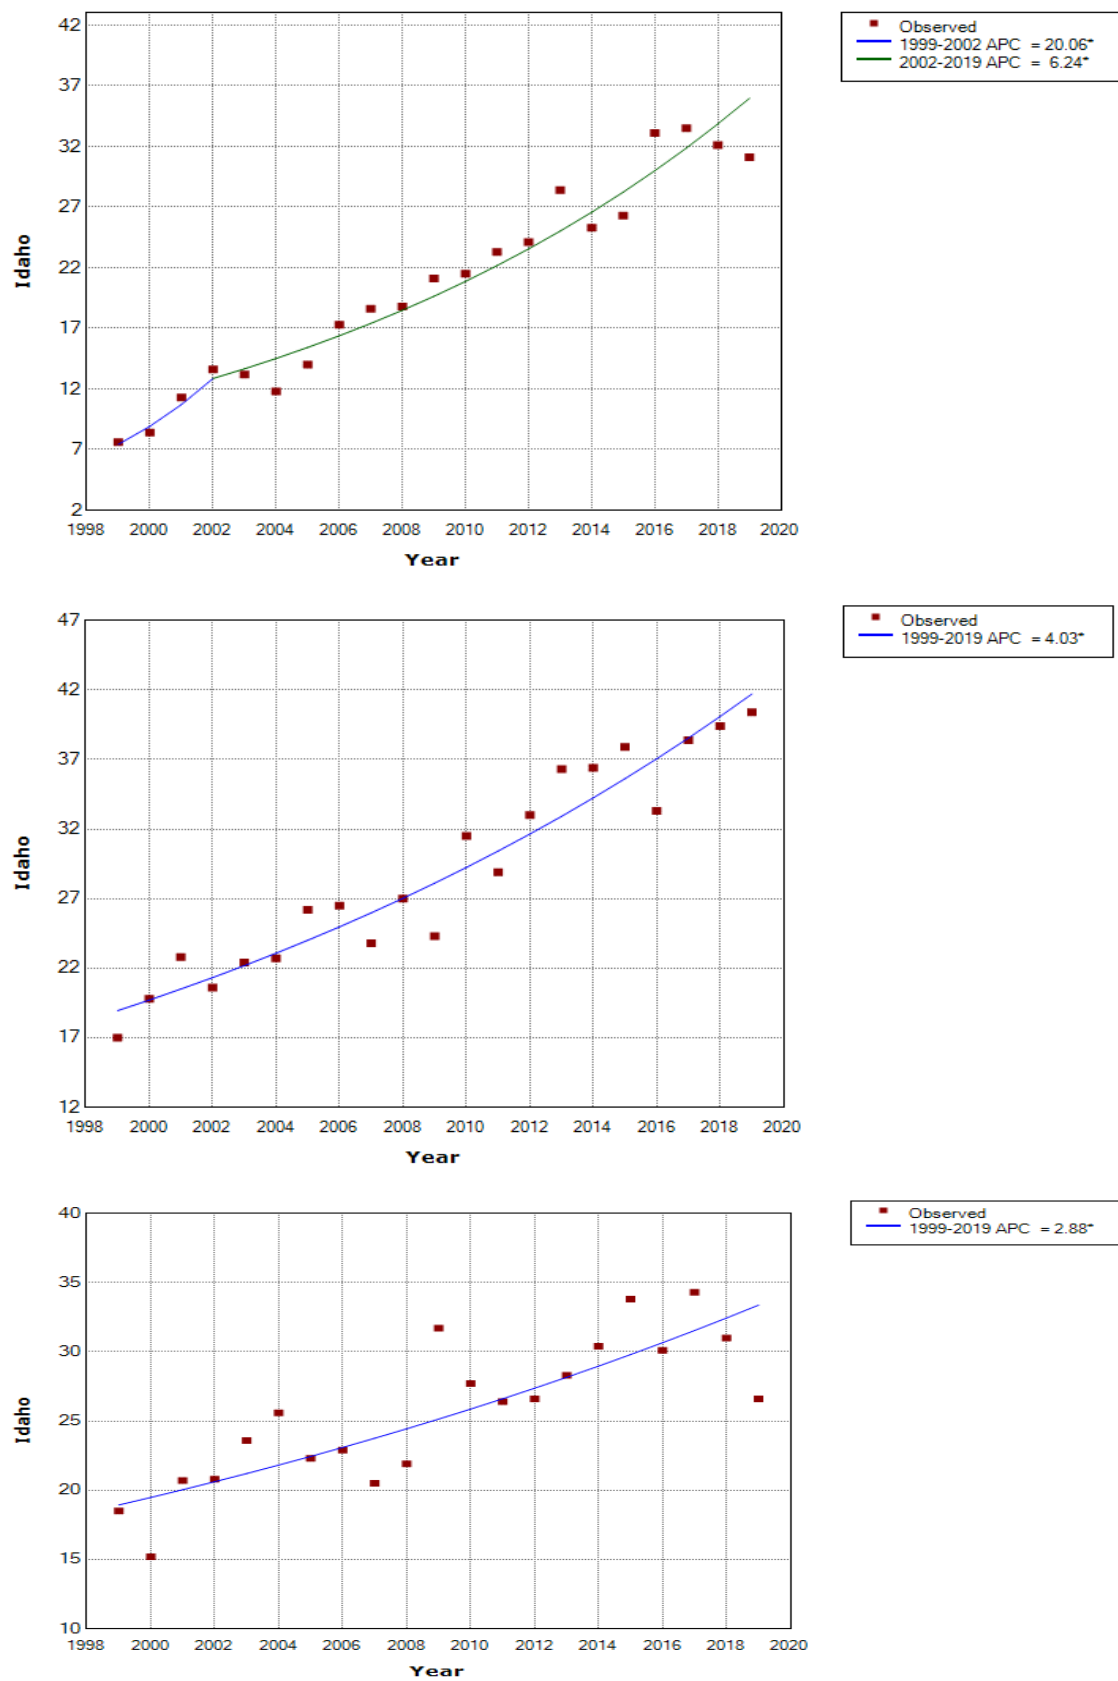 42
37
32
27
22
17
12
7
2
Idaho
1998 2000 2002 2004 2006 2008 2010 2012 2014 2016 2018 2020
Year
Observed
1999-2002 APC = 20.06*
2002-2019 APC = 6.24*
47
42
37
32
27
22
17
12
Idaho
1998 2000 2002 2004 2006 2008 2010 2012 2014 2016 2018 2020
Year
Observed
1999-2019 APC = 4.03*
40
35
30
25
20
15
10
Idaho
1998 2000 2002 2004 2006 2008 2010 2012 2014 2016 2018 2020
Year
Observed
1999-2019 APC = 2.88*